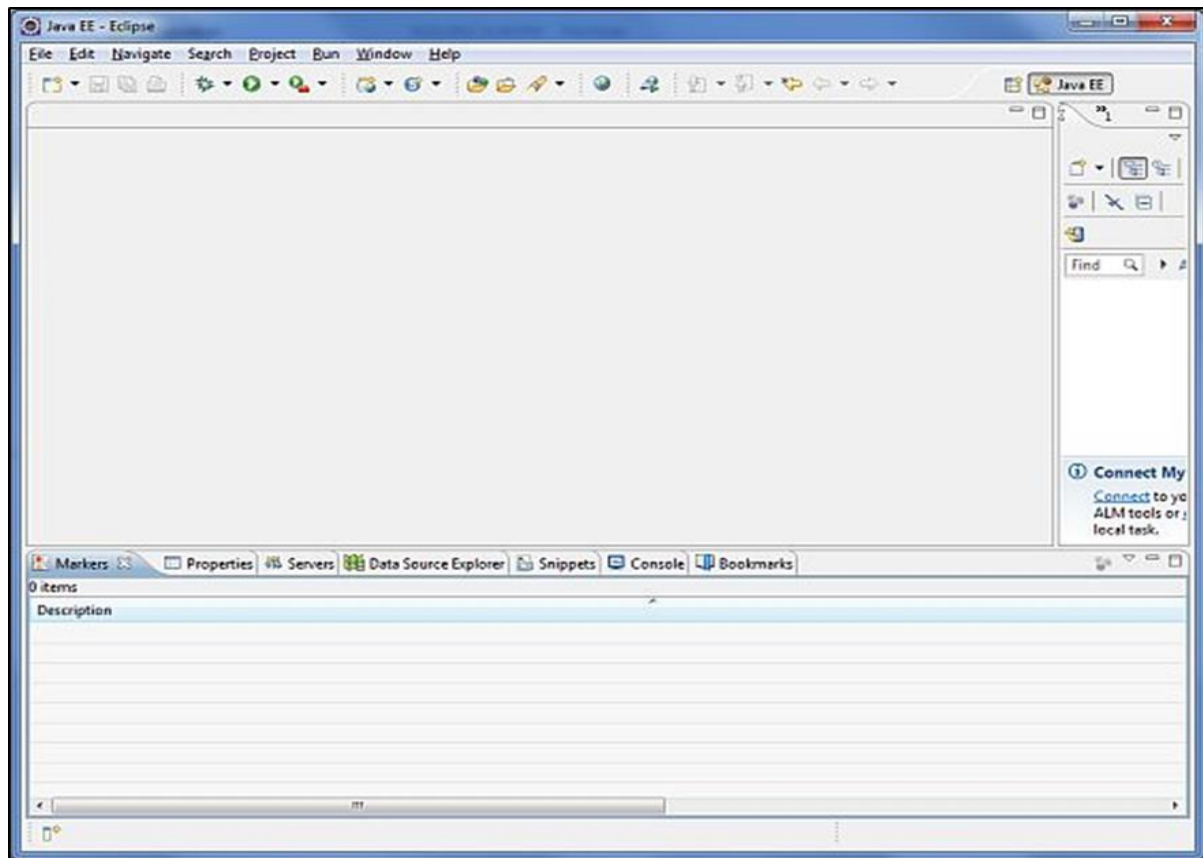 Java EE - Eclipse
File Edit Navigate Search Project Run Window Help
Java EE
Find
Connect My
Connect to yo
ALM tools or
local task.
Markers Properties Servers Data Source Explorer Snippets Console Bookmarks
0 items
Description